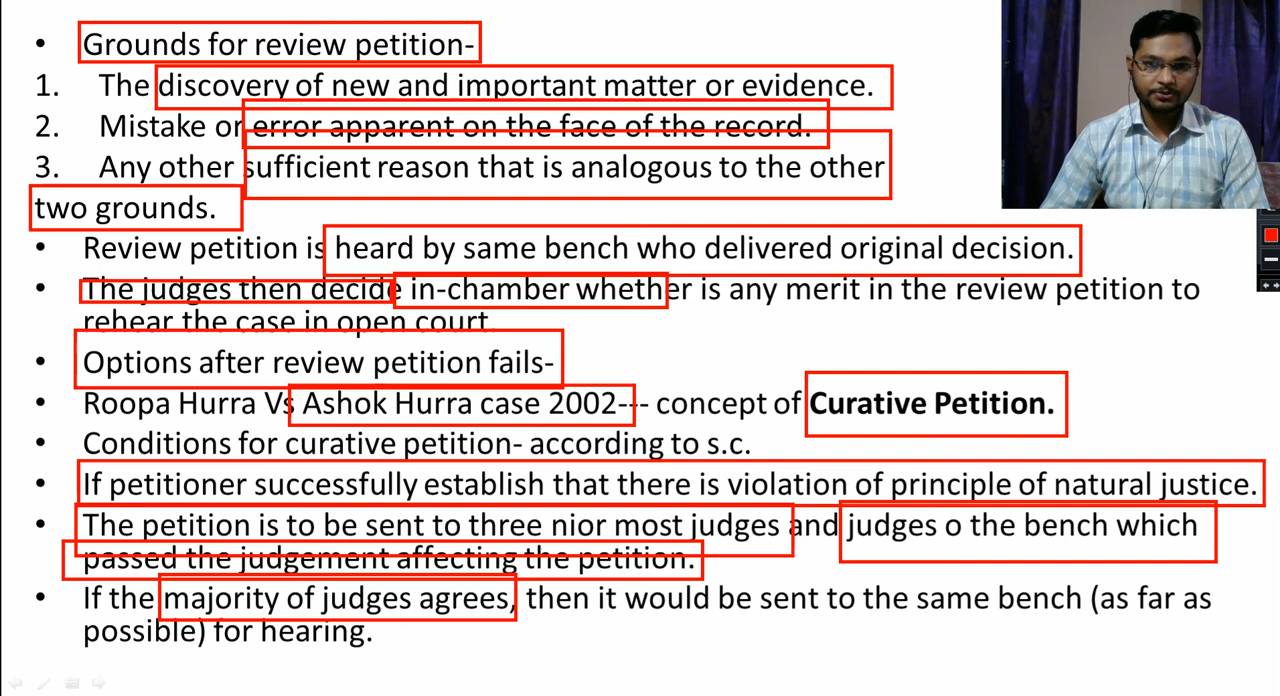 • Grounds for review petition-
1. The discovery of new and important matter or evidence.
2. Mistake or error apparent on the face of the record.
3. Any other sufficient reason that is analogous to the other
two grounds.
• Review petition is heard by same bench who delivered original decision.
• The judges then decide in-chamber whether is any merit in the review petition to
rehear the case in open court.
• Options after review petition fails-
• Roopa Hurra Vs Ashok Hurra case 2002--- concept of Curative Petition.
• Conditions for curative petition- according to s.c.
• If petitioner successfully establish that there is violation of principle of natural justice.
• The petition is to be sent to three nior most judges and judges o the bench which
passed the judgement affecting the petition.
• If the majority of judges agrees, then it would be sent to the same bench (as far as
possible) for hearing.